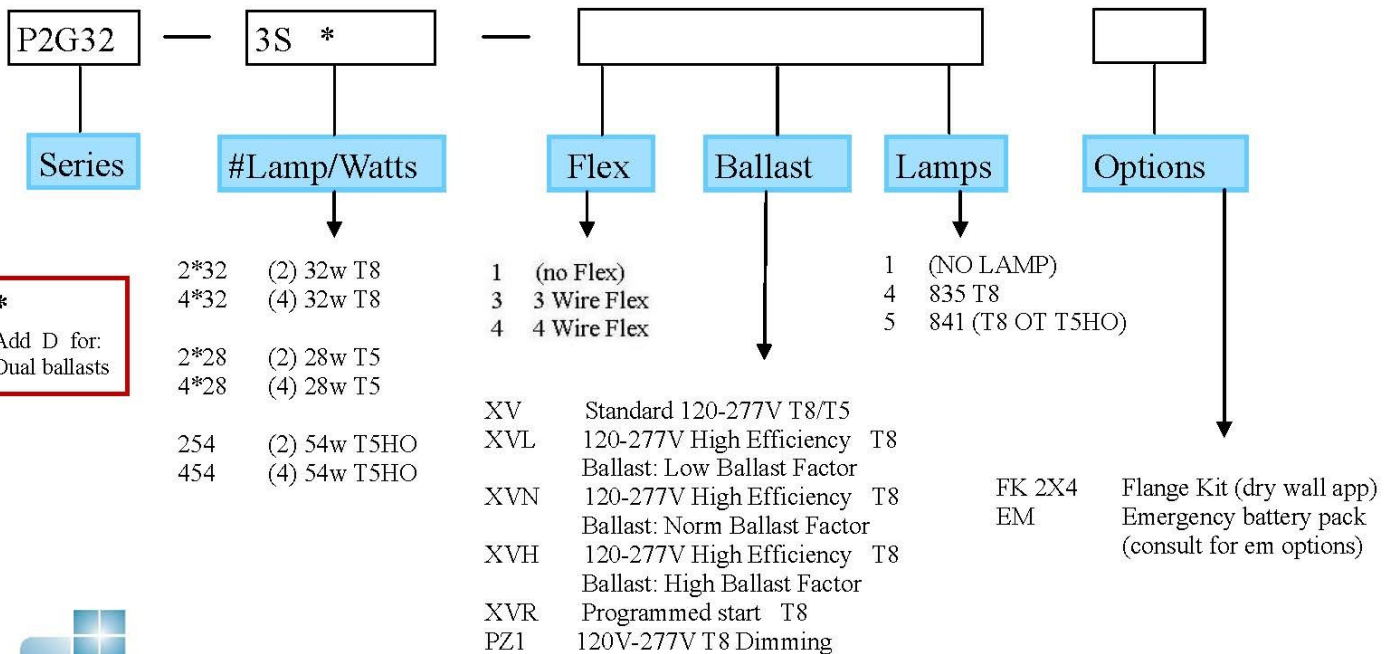 P2G32 — 3S * —
Series
#Lamp/Watts
Flex
Ballast
Lamps
Options
*
Add D for:
Dual ballasts
2*32 (2) 32w T8
4*32 (4) 32w T8
2*28 (2) 28w T5
4*28 (4) 28w T5
254 (2) 54w T5HO
454 (4) 54w T5HO
1 (no Flex)
3 3 Wire Flex
4 4 Wire Flex
XV Standard 120-277V T8/T5
XVL 120-277V High Efficiency T8
Ballast: Low Ballast Factor
XVN 120-277V High Efficiency T8
Ballast: Norm Ballast Factor
XVH 120-277V High Efficiency T8
Ballast: High Ballast Factor
XVR Programmed start T8
PZ1 120V-277V T8 Dimming
1 (NO LAMP)
4 835 T8
5 841 (T8 OT T5HO)
FK 2X4 Flange Kit (dry wall app)
EM Emergency battery pack
(consult for em options)